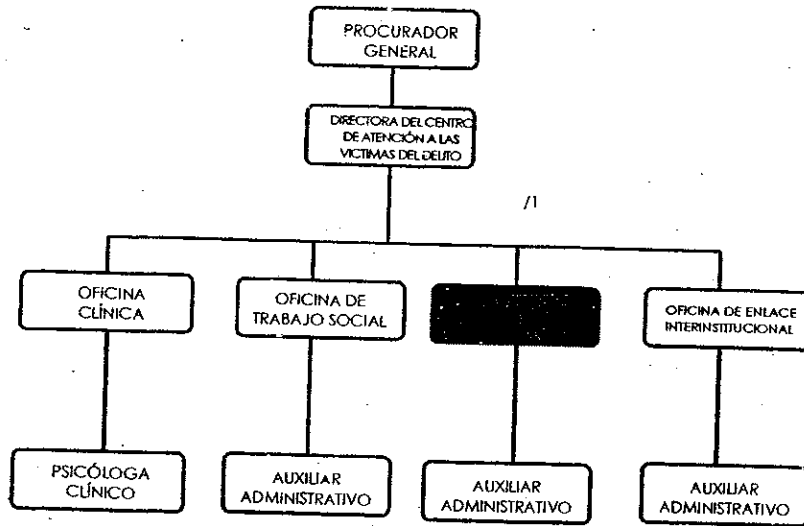 PROCURADOR
GENERAL
DIRECTORA DEL CENTRO
DE ATENCIÓN A LAS
VICTIMAS DEL DELITO
/1
OFICINA
CLÍNICA
OFICINA DE
TRABAJO SOCIAL
OFICINA DE ENLACE
INTERINSTITUCIONAL
PSICÓLOGA
CLÍNICO
AUXILIAR
ADMINISTRATIVO
AUXILIAR
ADMINISTRATIVO
AUXILIAR
ADMINISTRATIVO